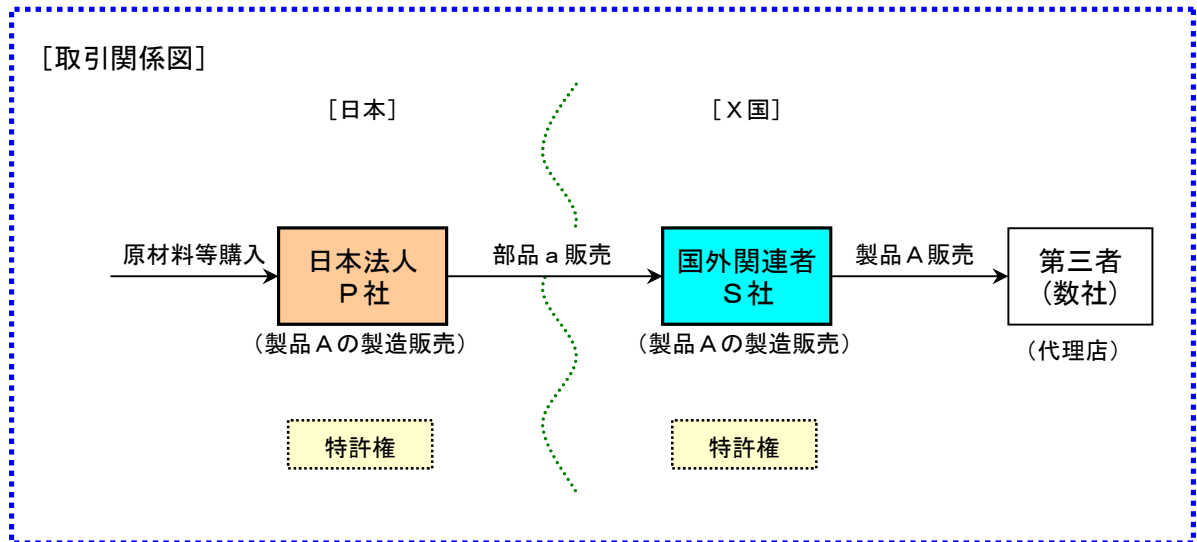 ［取引関係図］
［日本］
［Ｘ国］
原材料等購入
日本法人
Ｐ社
（製品Ａの製造販売）
部品ａ販売
国外関連者
Ｓ社
（製品Ａの製造販売）
製品Ａ販売
第三者
（数社）
（代理店）
特許権
特許権